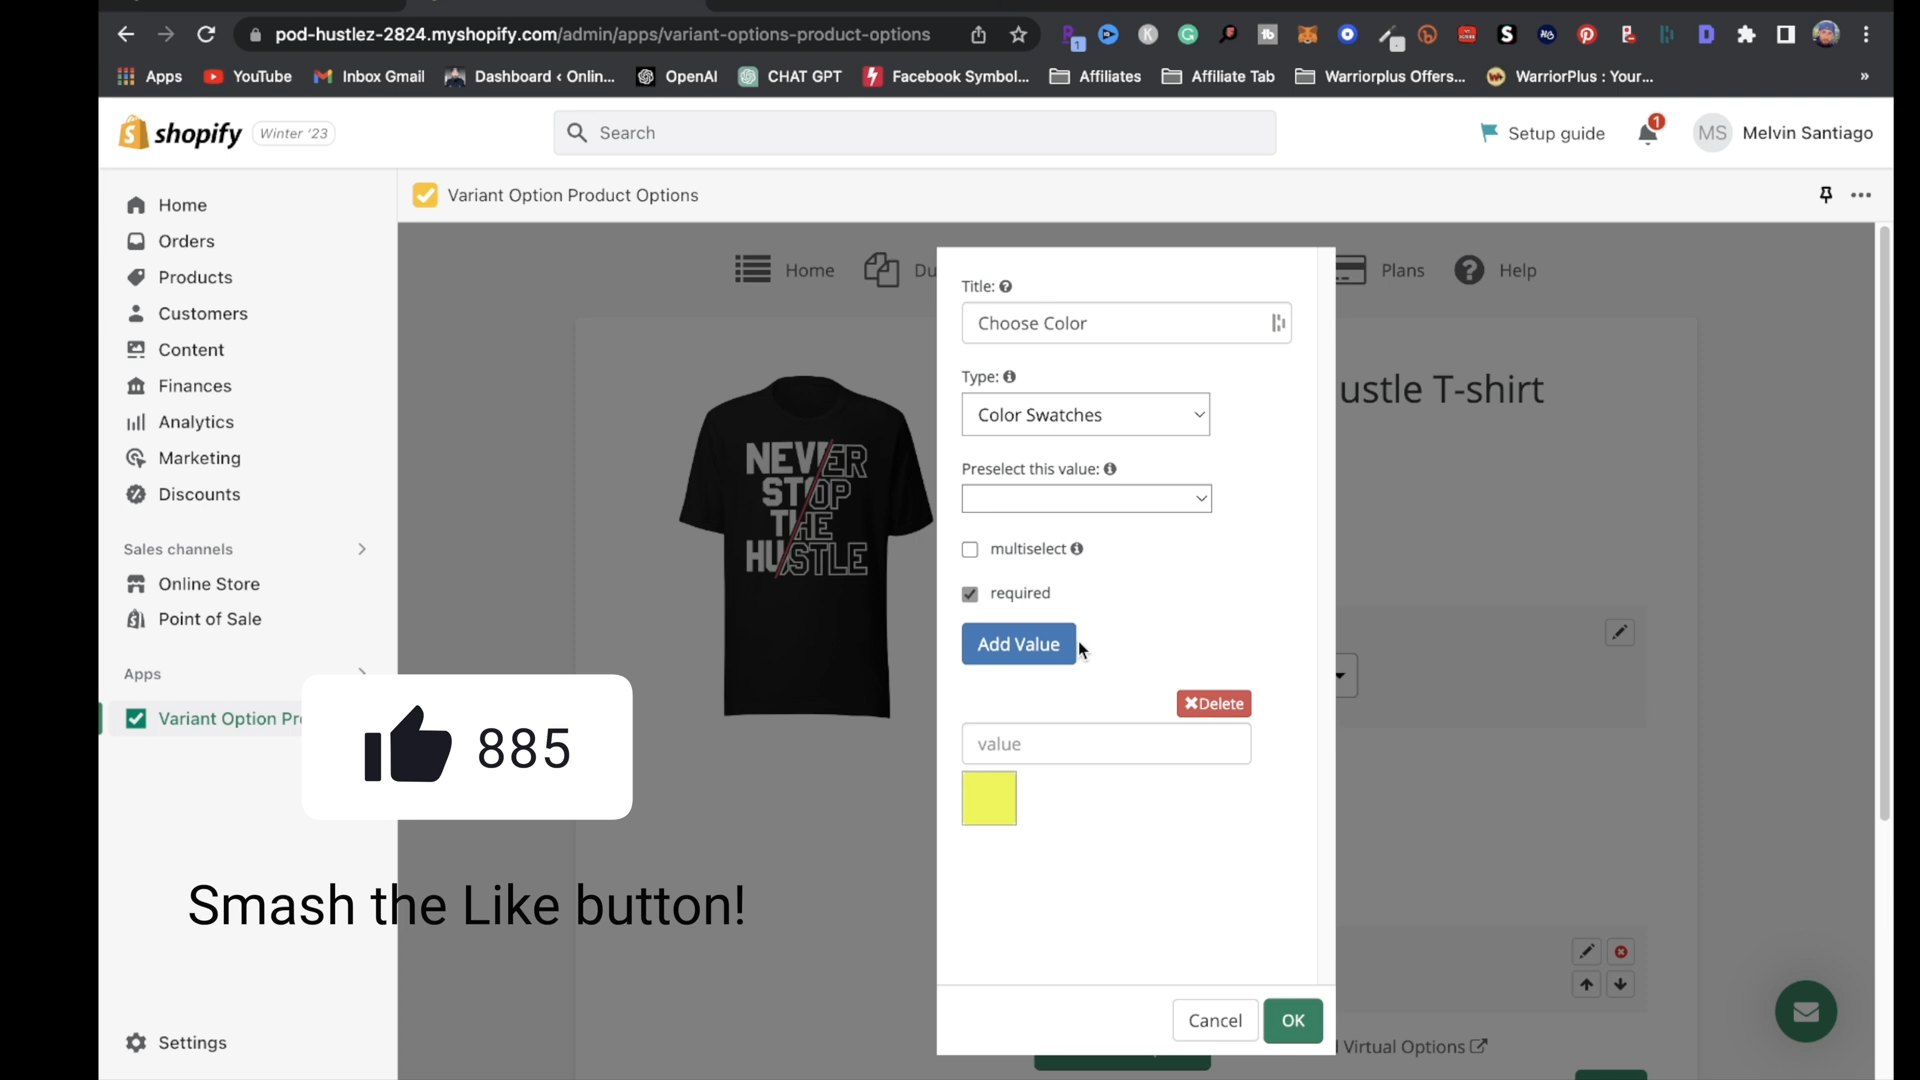 pod-hustlez-2824.myshopify.com/admin/apps/variant-options-product-options
Apps YouTube Inbox Gmail Dashboard ‹ Onlin... OpenAI CHAT GPT Facebook Symbol... Affiliates Affiliate Tab Warriorplus Offers... WarriorPlus : Your... »
shopify Winter '23 Search Setup guide 1 MS Melvin Santiago
Variant Option Product Options
Home
Orders
Products
Customers
Content
Finances
Analytics
Marketing
Discounts
Sales channels
Online Store
Point of Sale
Apps
Variant Option Pr
Settings
Home Du Plans Help
ustle T-shirt
NEVER
STOP
THE
HUSTLE
Title:
Choose Color
Type:
Color Swatches
Preselect this value:
multiselect
required
Add Value
Delete
value
Cancel OK
Virtual Options
885
Smash the Like button!